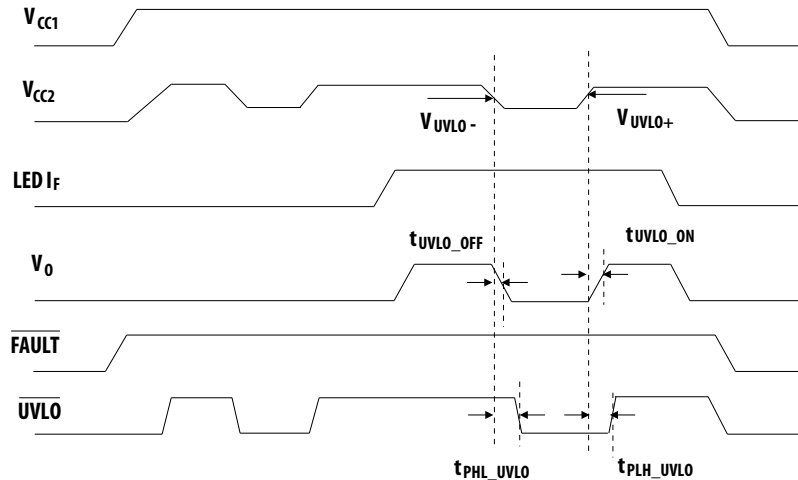 VCC1
VCC2
VUVLO -
VUVLO+
LED IF
tUVLO_OFF
tUVLO_ON
VO
FAULT
UVLO
tPHL_UVLO
tPLH_UVLO